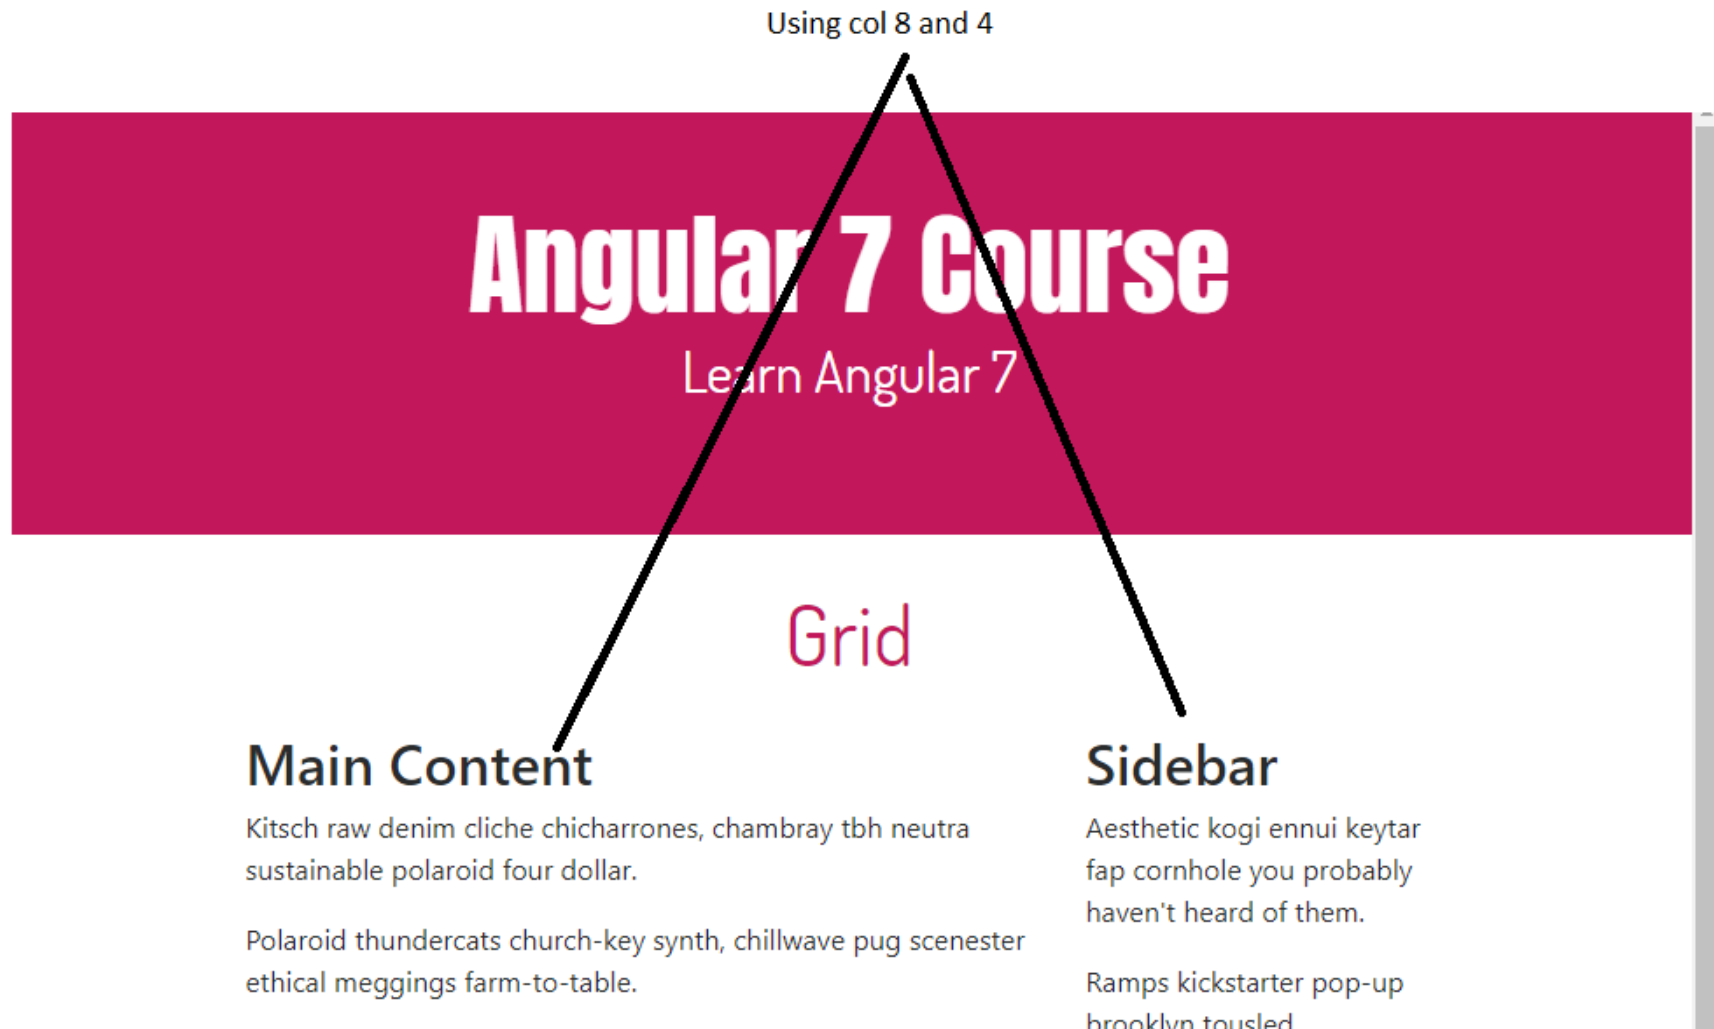 Using col 8 and 4
Angular 7 Course
Learn Angular 7
Grid
Main Content
Kitsch raw denim cliche chicharrones, chambray tbh neutra
sustainable polaroid four dollar.
Polaroid thundercats church-key synth, chillwave pug scenester
ethical meggings farm-to-table.
Sidebar
Aesthetic kogi ennui keytar
fap cornhole you probably
haven't heard of them.
Ramps kickstarter pop-up
brooklyn tousled